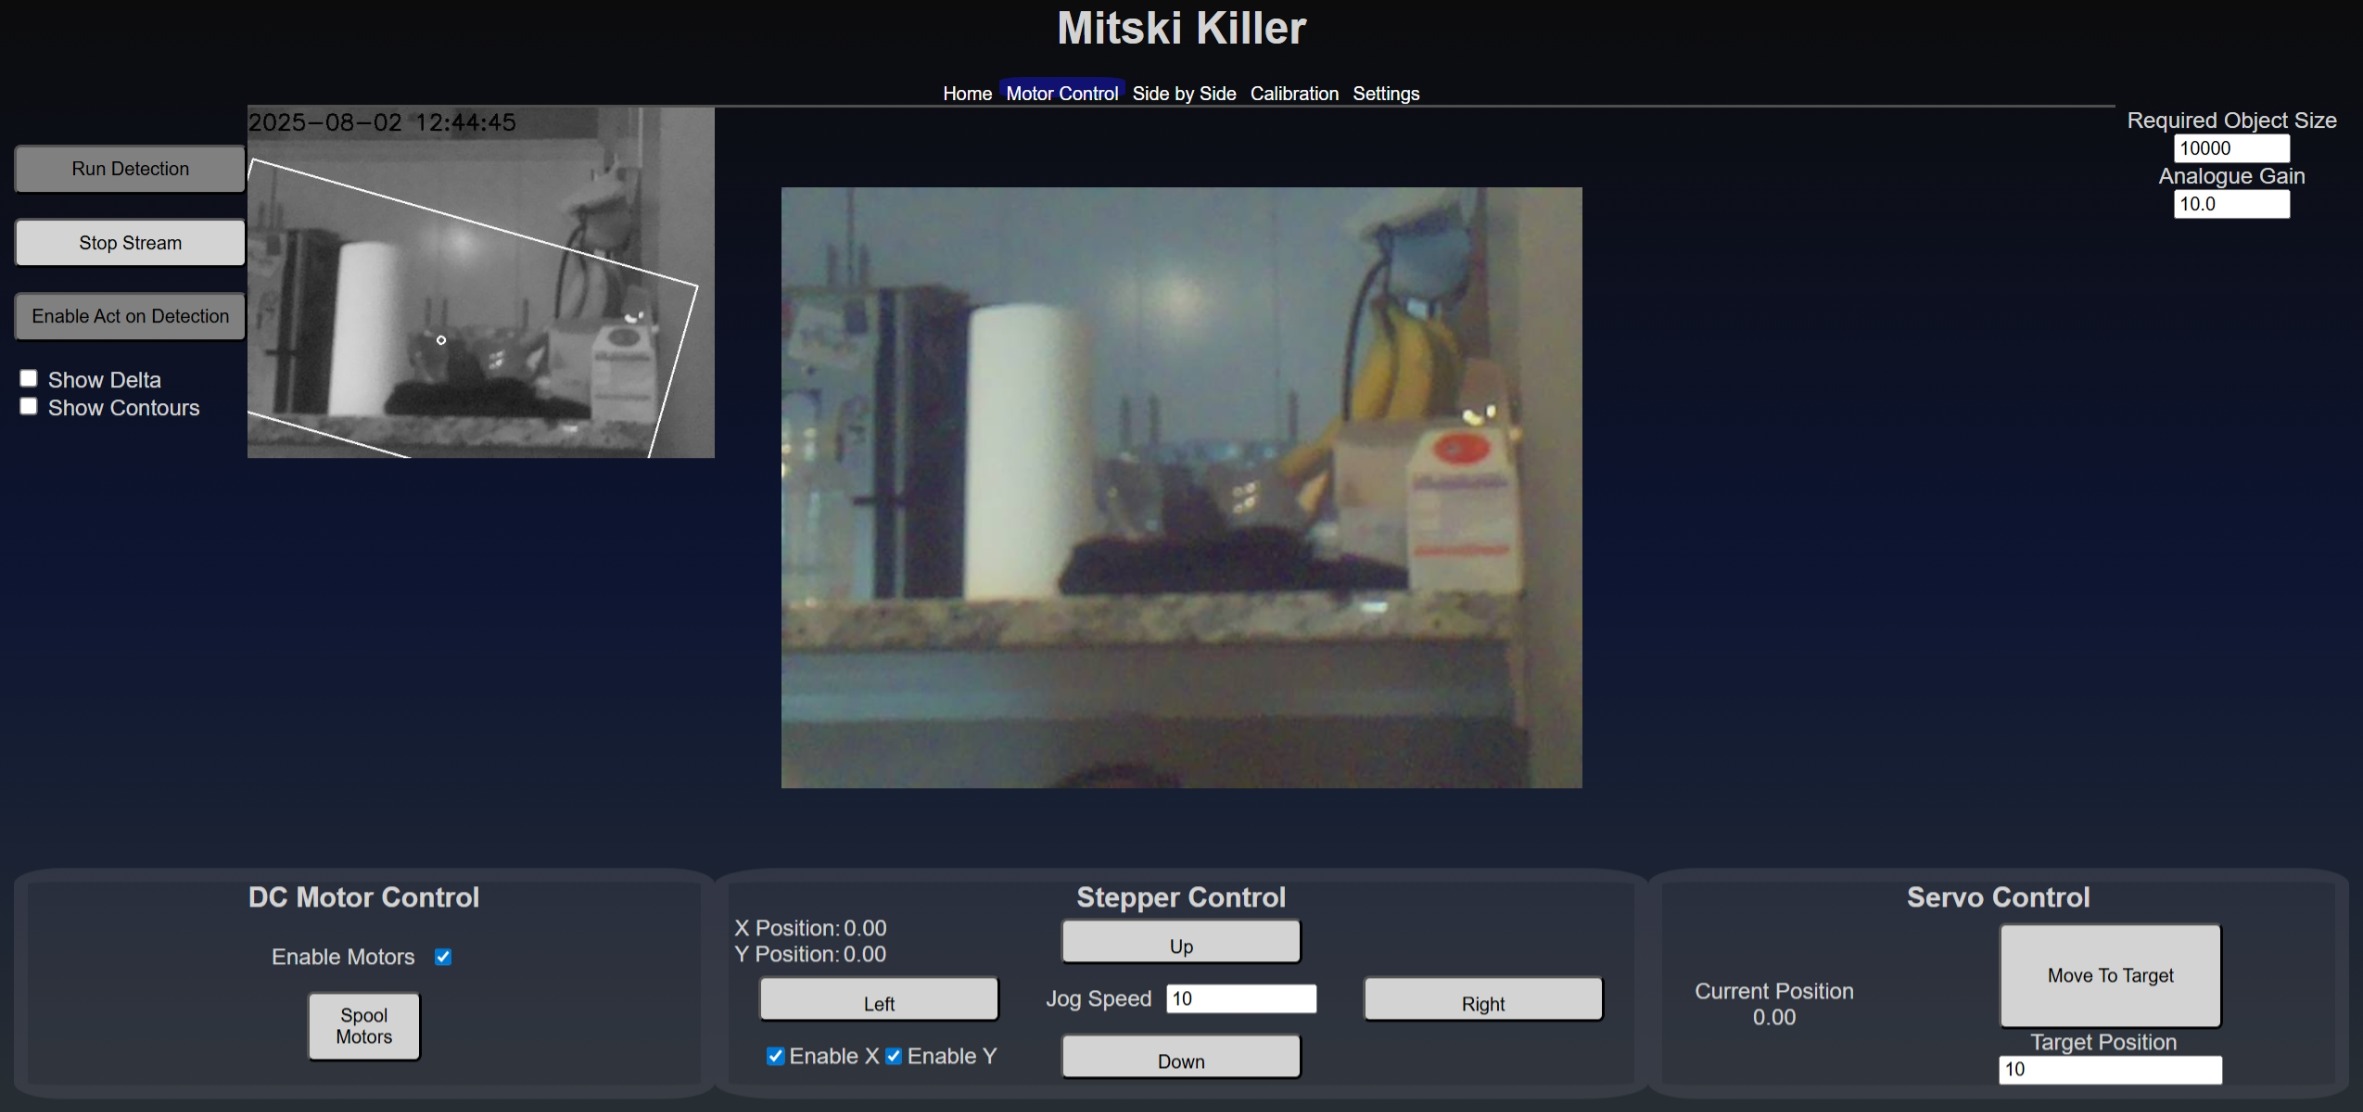 Mitski Killer
Home Motor Control Side by Side Calibration Settings
2025-08-02 12:44:45
Run Detection
Stop Stream
Enable Act on Detection
Show Delta
Show Contours
Required Object Size
10000
Analogue Gain
10.0
DC Motor Control
Enable Motors
Spool
Motors
Stepper Control
X Position: 0.00
Y Position: 0.00
Up
Left
Jog Speed 10
Right
Enable X Enable Y
Down
Servo Control
Current Position
0.00
Move To Target
Target Position
10